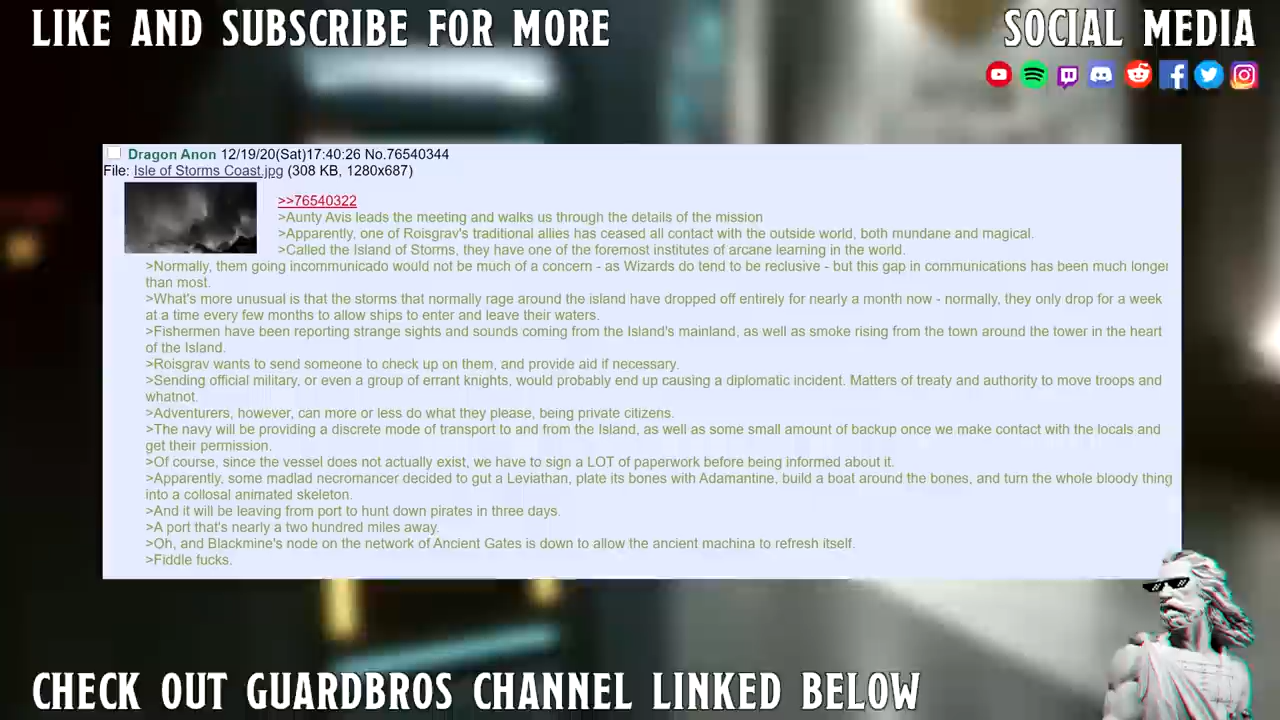 LIKE AND SUBSCRIBE FOR MORE
SOCIAL MEDIA
Dragon Anon 12/19/20(Sat)17:40:26 No.76540344
File: Isle of Storms Coast.jpg (308 KB, 1280x687)
>>76540322
>Aunty Avis leads the meeting and walks us through the details of the mission
>Apparently, one of Roisgrav's traditional allies has ceased all contact with the outside world, both mundane and magical.
>Called the Island of Storms, they have one of the foremost institutes of arcane learning in the world.
>Normally, them going incommunicado would not be much of a concern - as Wizards do tend to be reclusive - but this gap in communications has been much longer
than most.
>What's more unusual is that the storms that normally rage around the island have dropped off entirely for nearly a month now - normally, they only drop for a week
at a time every few months to allow ships to enter and leave their waters.
>Fishermen have been reporting strange sights and sounds coming from the Island's mainland, as well as smoke rising from the town around the tower in the heart
of the Island.
>Roisgrav wants to send someone to check up on them, and provide aid if necessary.
>Sending official military, or even a group of errant knights, would probably end up causing a diplomatic incident. Matters of treaty and authority to move troops and
whatnot.
>Adventurers, however, can more or less do what they please, being private citizens.
>The navy will be providing a discrete mode of transport to and from the Island, as well as some small amount of backup once we make contact with the locals and
get their permission.
>Of course, since the vessel does not actually exist, we have to sign a LOT of paperwork before being informed about it.
>Apparently, some madlad necromancer decided to gut a Leviathan, plate its bones with Adamantine, build a boat around the bones, and turn the whole bloody thing
into a collosal animated skeleton.
>And it will be leaving from port to hunt down pirates in three days.
>A port that's nearly a two hundred miles away.
>Oh, and Blackmine's node on the network of Ancient Gates is down to allow the ancient machina to refresh itself.
>Fiddle fucks.
CHECK OUT GUARDBROS CHANNEL LINKED BELOW